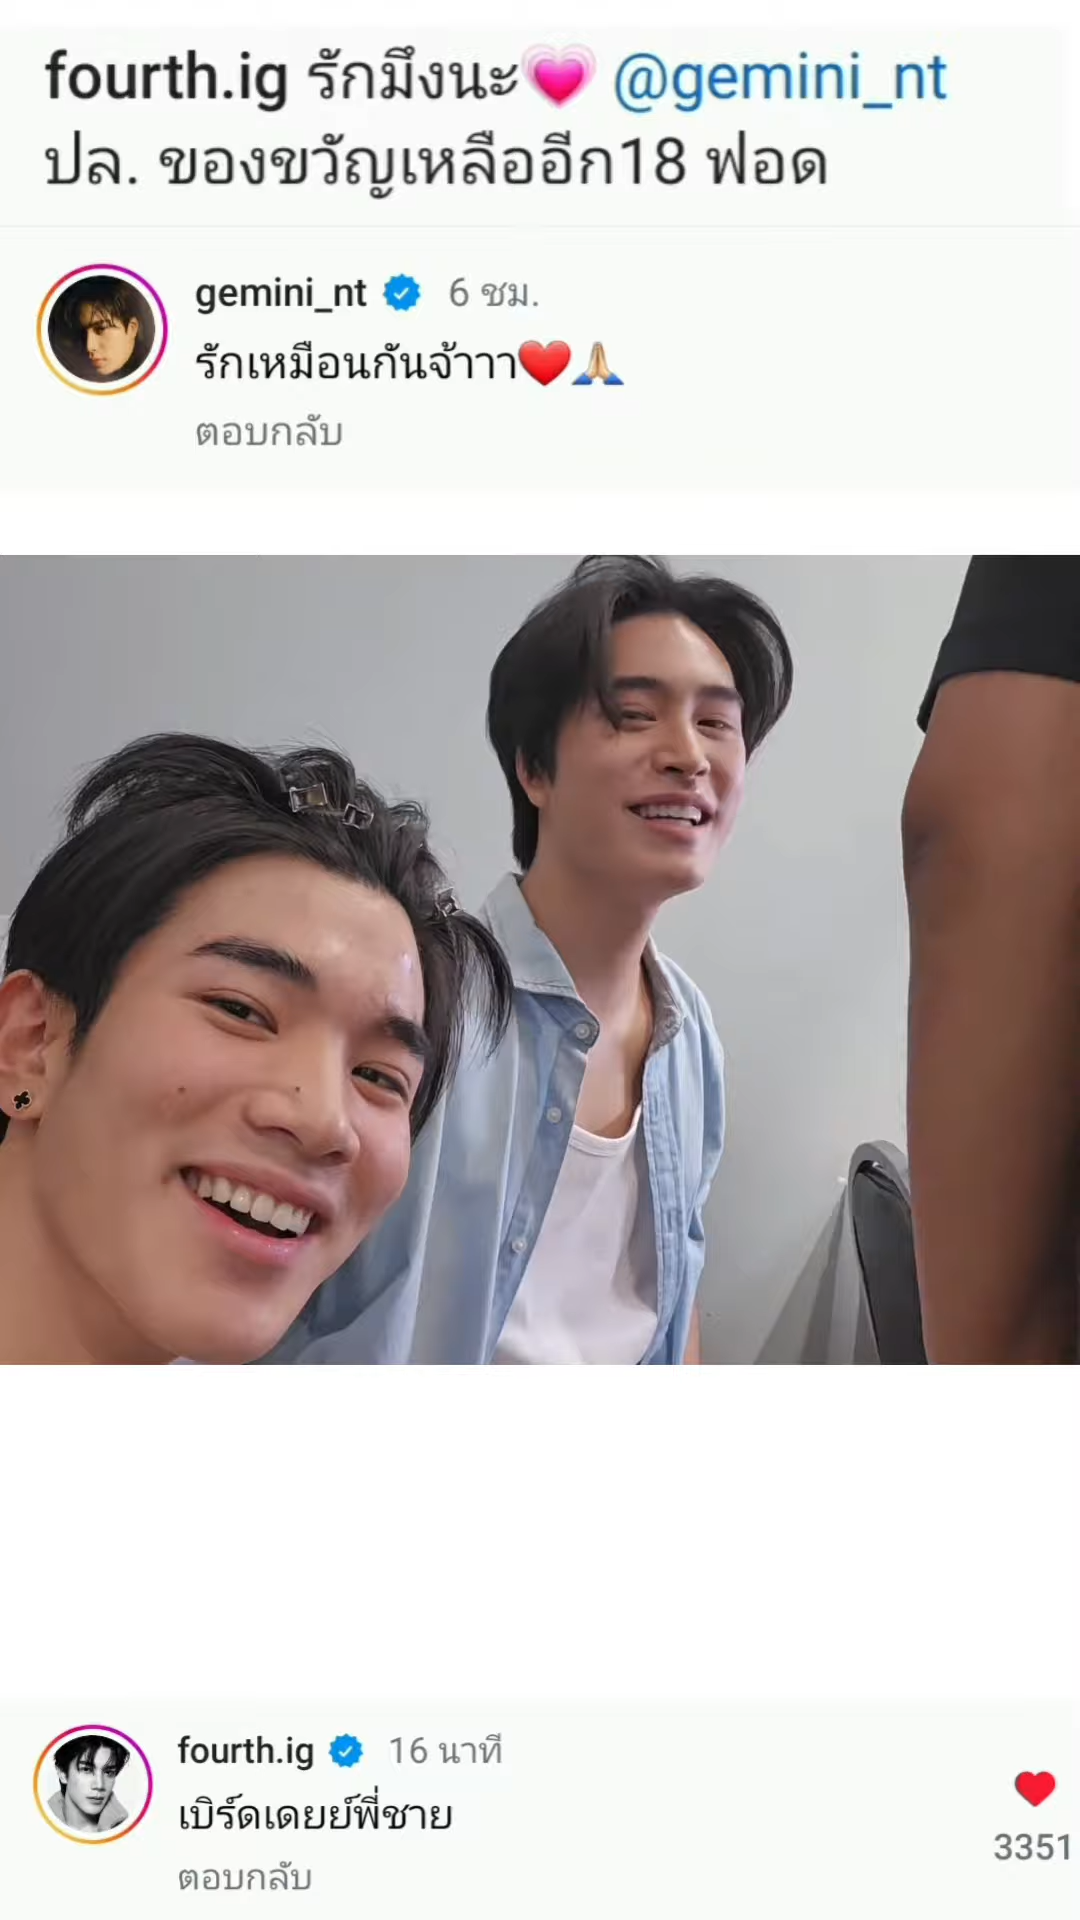 fourth.ig รักมึงนะ💗 @gemini_nt
ปล. ของขวัญเหลืออีก18 ฟอด
gemini_nt 6 ชม.
รักเหมือนกันจ้าาา❤️🙏🏻
ตอบกลับ
fourth.ig 16 นาที
เบิร์ดเดยย์พี่ชาย
3351
ตอบกลับ